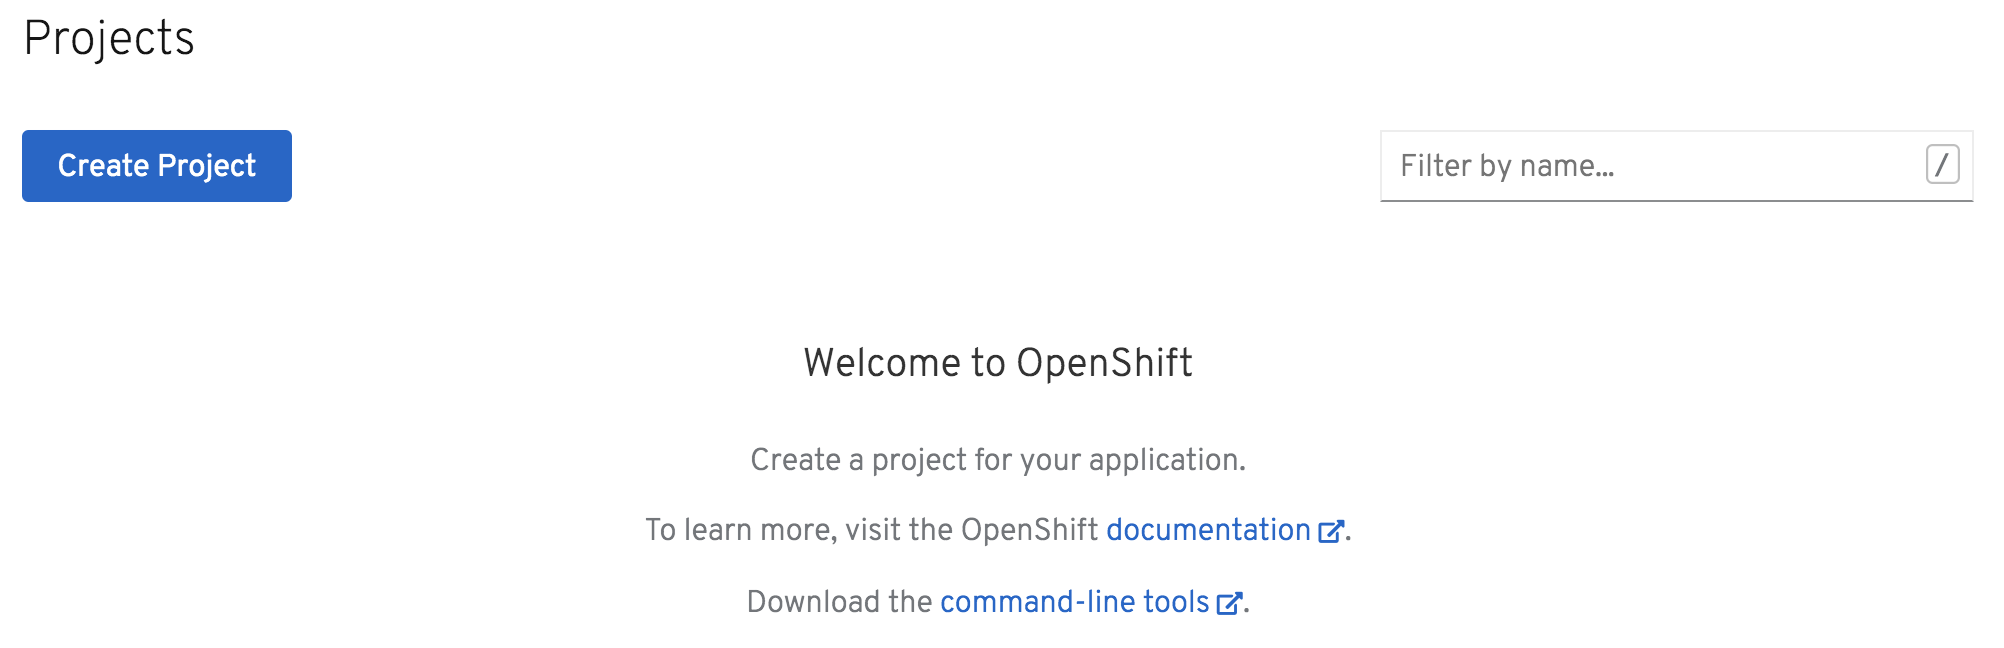 Projects
Create Project
Filter by name...
/
Welcome to OpenShift
Create a project for your application.
To learn more, visit the OpenShift documentation.
Download the command-line tools.